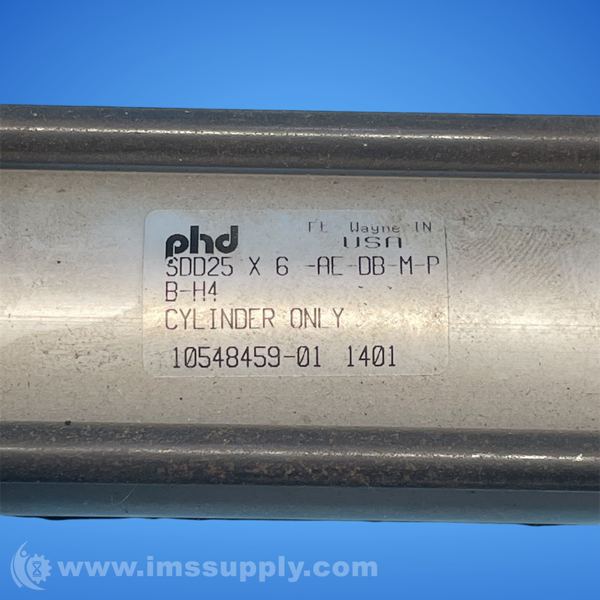 phd Ft Wayne IN
USA
SDD25 X 6 -AE-DB-M-P
B-H4
CYLINDER ONLY
10548459-01 1401
www.imssupply.com